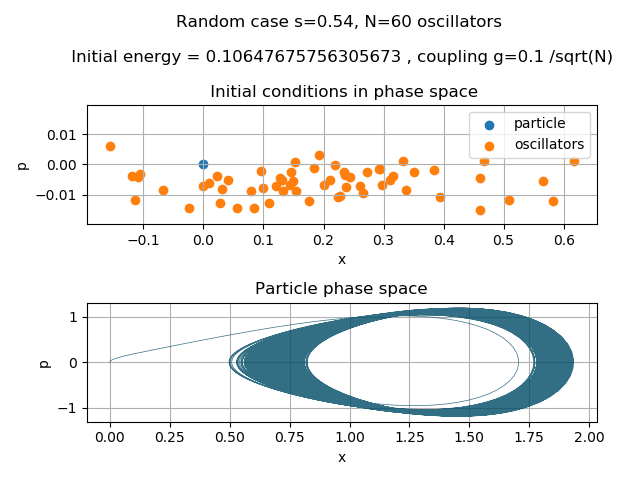 Random case s=0.54, N=60 oscillators
Initial energy = 0.10647675756305673 , coupling g=0.1 /sqrt(N)
Initial conditions in phase space
particle
oscillators
0.01
0.00
−0.01
p
−0.1 0.0 0.1 0.2 0.3 0.4 0.5 0.6
x
Particle phase space
1
0
−1
p
0.00 0.25 0.50 0.75 1.00 1.25 1.50 1.75 2.00
x